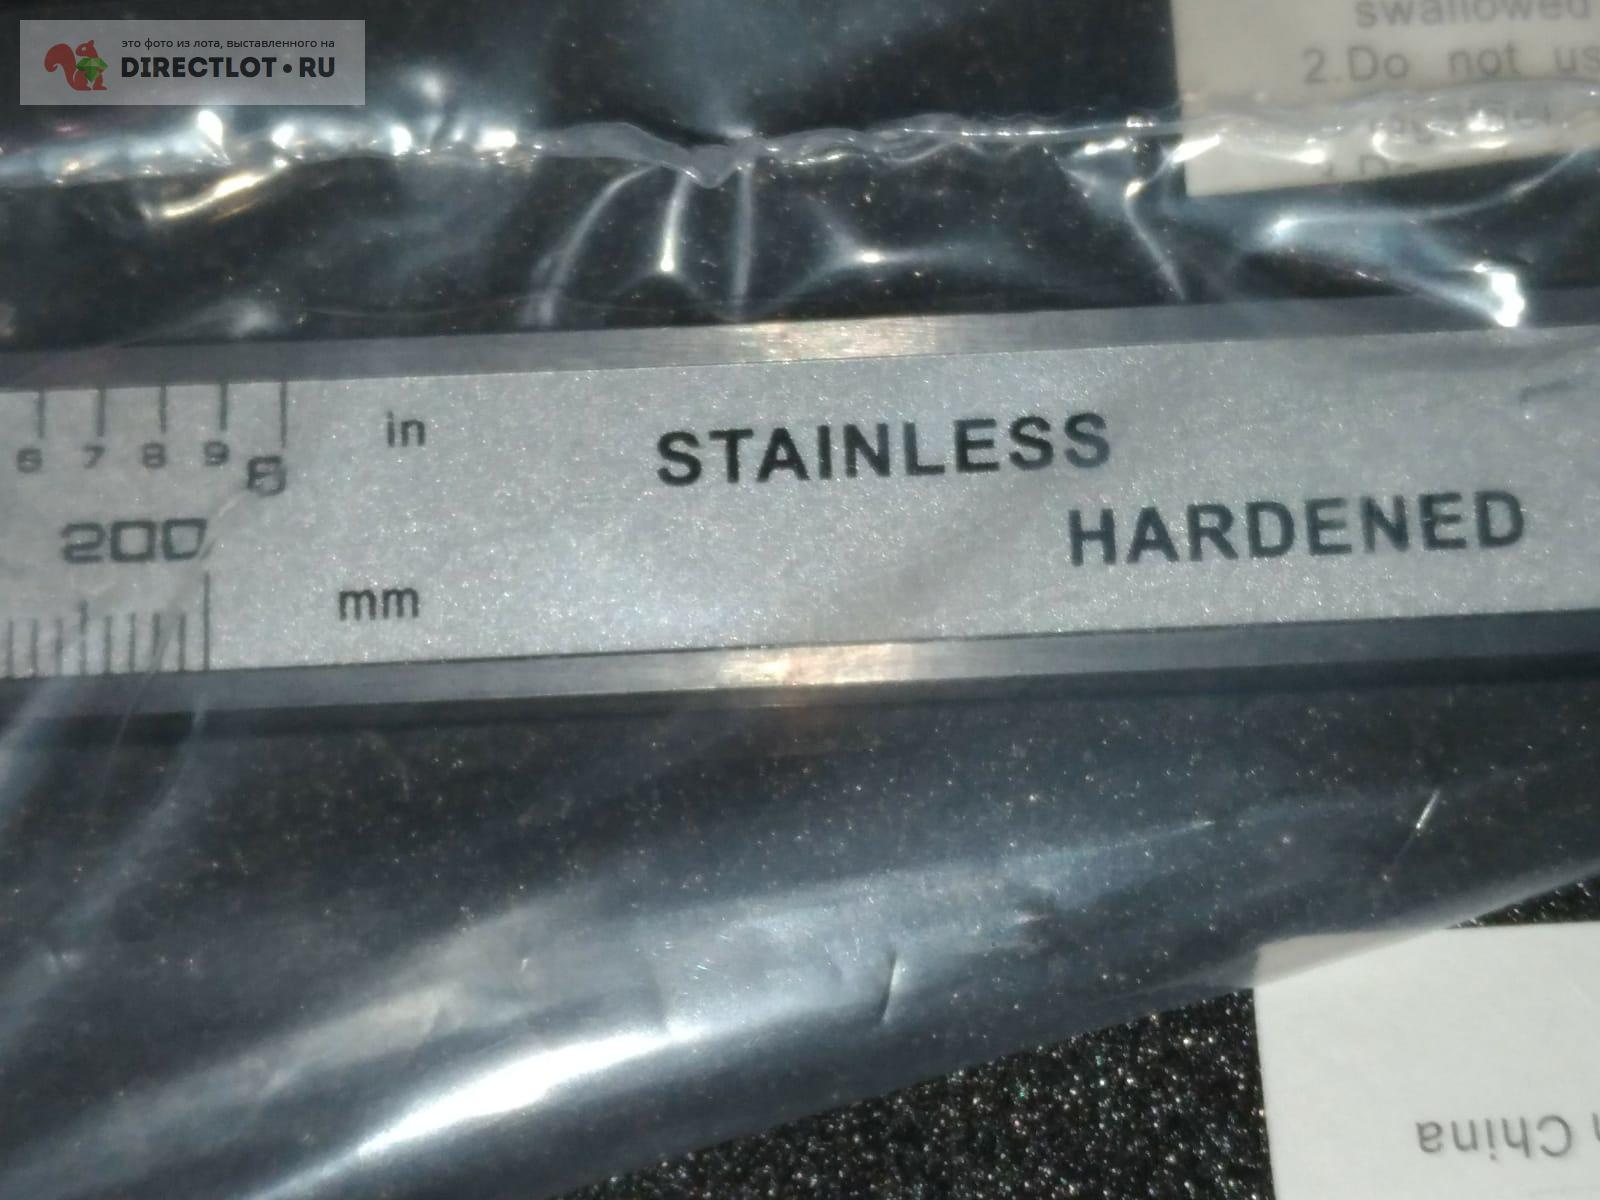 это фото из лота, выставленного на
DIRECTLOT•RU
swallowed
2.Do not
6 7 8 9 8
in
STAINLESS
200
HARDENED
mm
China